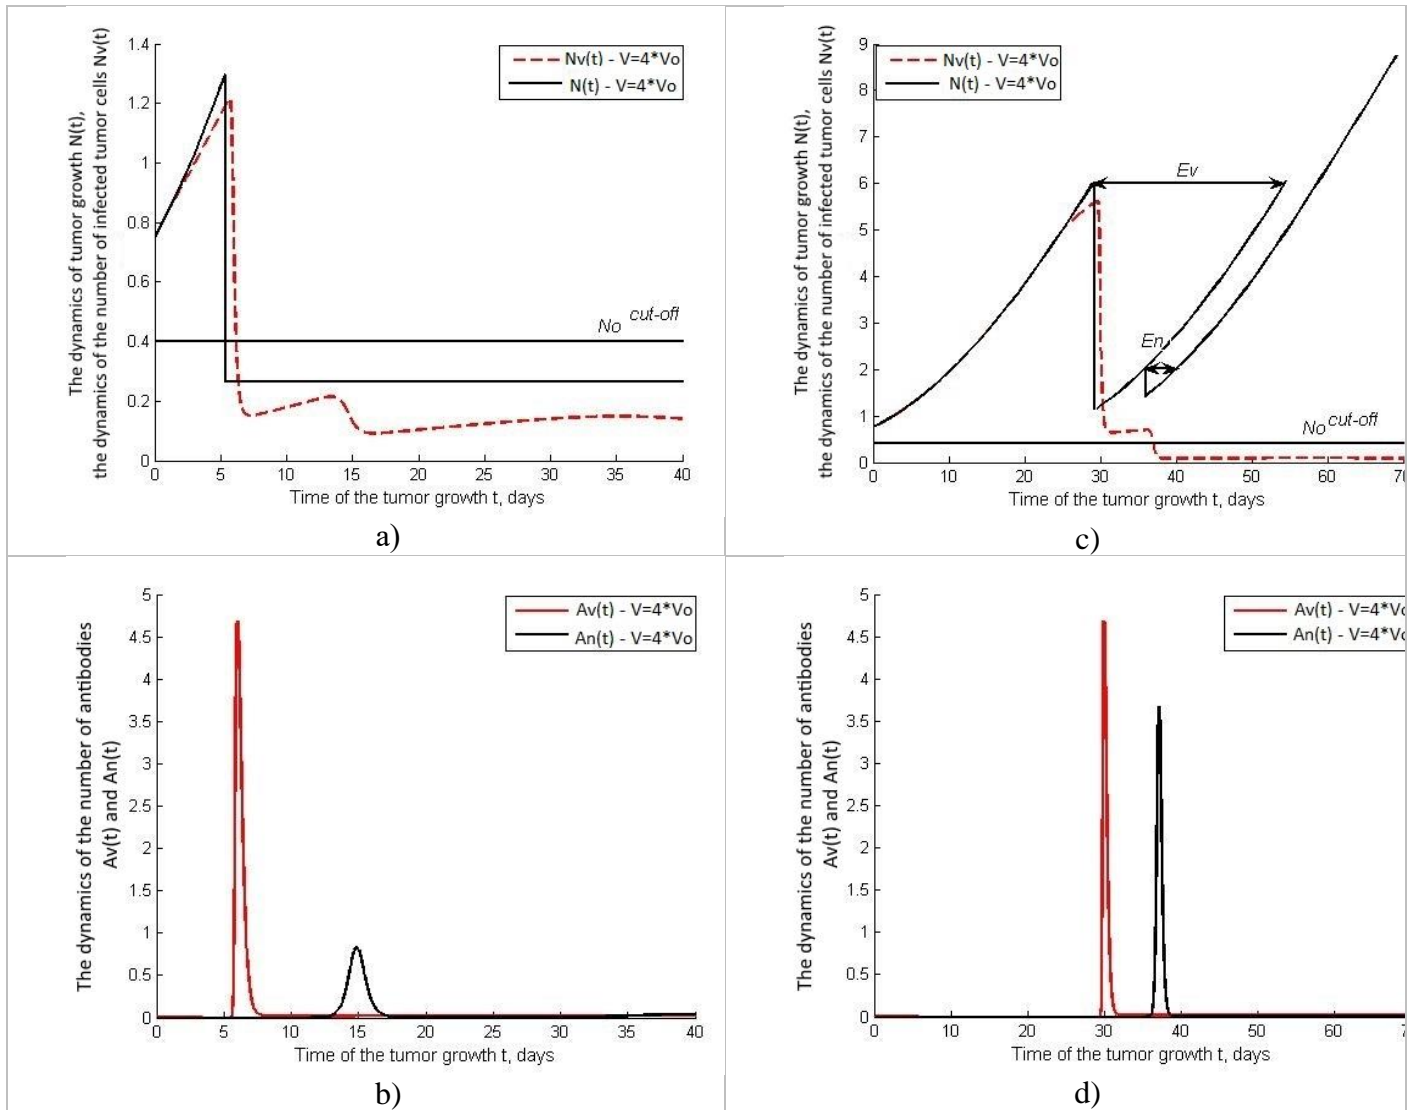 The dynamics of tumor growth N(t),
the dynamics of the number of infected tumor cells Nv(t)
1.4
1.2
1
0.8
0.6
0.4
0.2
0
Nv(t) - V=4*Vo
N(t) - V=4*Vo
No cut-off
0 5 10 15 20 25 30 35 40
Time of the tumor growth t, days
a)
The dynamics of tumor growth N(t),
the dynamics of the number of infected tumor cells Nv(t)
9
8
7
6
5
4
3
2
1
0
Nv(t) - V=4*Vo
N(t) - V=4*Vo
Ev
En
No cut-off
0 10 20 30 40 50 60 70
Time of the tumor growth t, days
c)
The dynamics of the number of antibodies
Av(t) and An(t)
5
4.5
4
3.5
3
2.5
2
1.5
1
0.5
0
Av(t) - V=4*Vo
An(t) - V=4*Vo
0 5 10 15 20 25 30 35 40
Time of the tumor growth t, days
b)
The dynamics of the number of antibodies
Av(t) and An(t)
5
4.5
4
3.5
3
2.5
2
1.5
1
0.5
0
Av(t) - V=4*Vo
An(t) - V=4*Vo
0 10 20 30 40 50 60 7
Time of the tumor growth t, days
d)